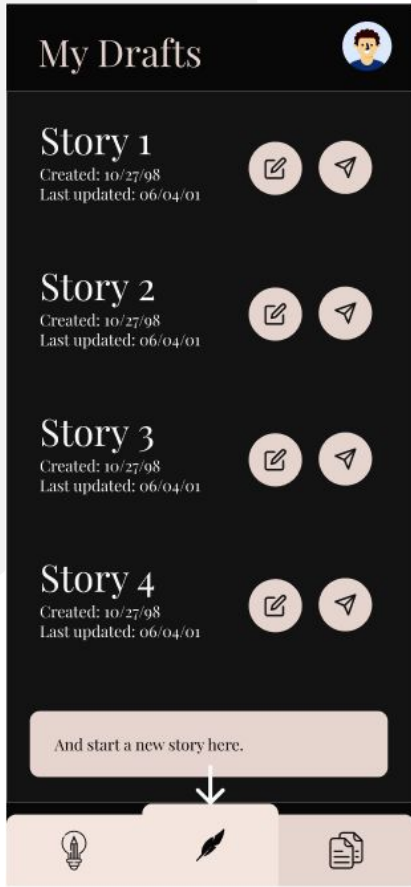 My Drafts
Story 1
Created: 10/27/98
Last updated: 06/04/01
Story 2
Created: 10/27/98
Last updated: 06/04/01
Story 3
Created: 10/27/98
Last updated: 06/04/01
Story 4
Created: 10/27/98
Last updated: 06/04/01
And start a new story here.